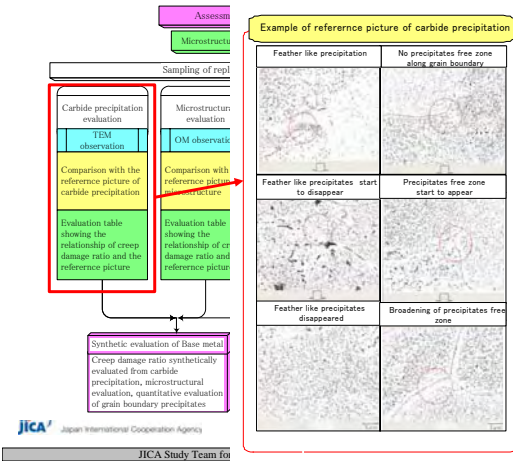 Assessm
Microstructu
Sampling of repl
Carbide precipitation
evaluation
TEM
observation
Comparison with the
referernce picture of
carbide precipitation
Evaluation table
showing the
relationship of creep
damage ratio and the
referernce picture
Microstructura
evaluation
OM observatio
Comparison with
referernce pictur
microstructure
Evaluation table
showing the
relationship of cr
damage ratio and
referernce pictur
Synthetic evaluation of Base metal
Creep damage ratio synthetically
evaluated from carbide
precipitation, microstructural
evaluation, quantitative evaluation
of grain boundary precipitates
Example of referernce picture of carbide precipitation
Feather like precipitation
No precipitates free zone
along grain boundary
Feather like precipitates start
to disappear
Precipitates free zone
start to appear
Feather like precipitates
disappeared
Broadening of precipitates free
zone
JICA
Japan International Cooperation Agency
JICA Study Team for